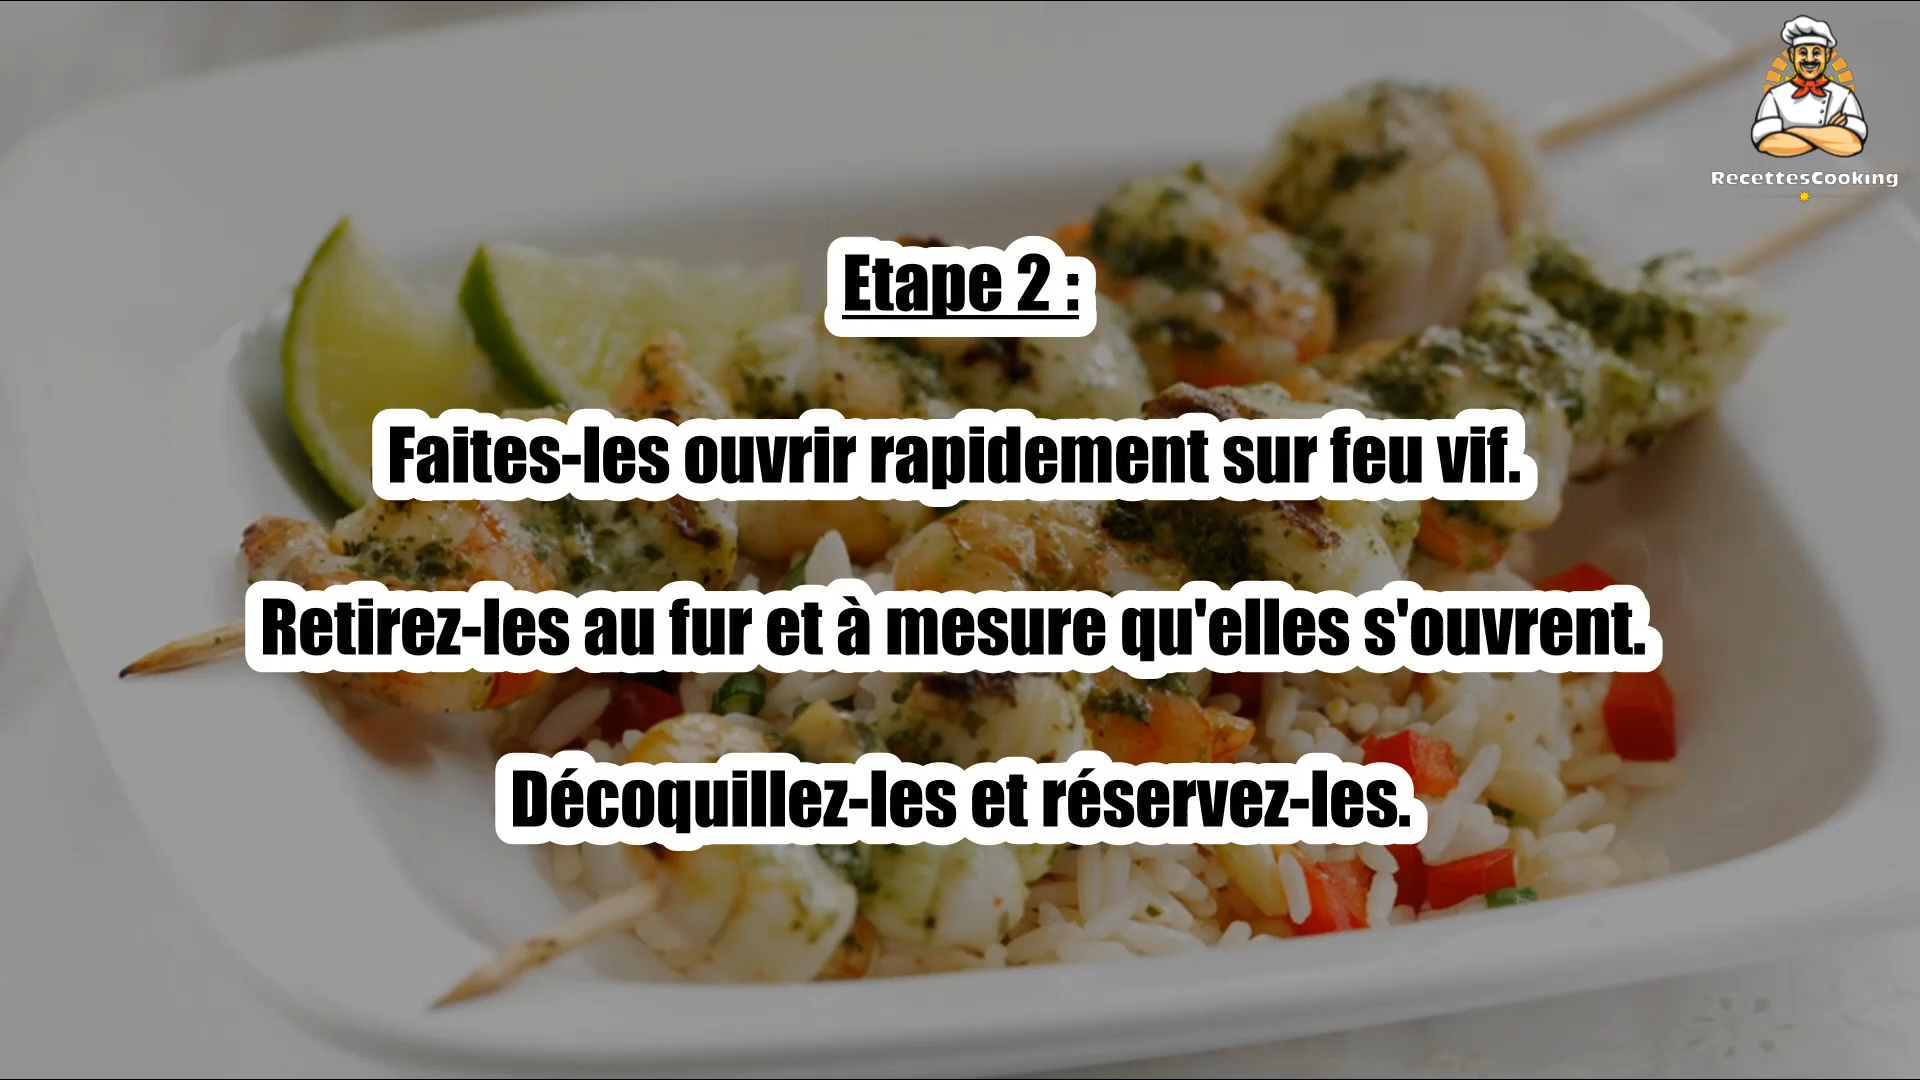 RecettesCooking
Etape 2 :
Faites-les ouvrir rapidement sur feu vif.
Retirez-les au fur et à mesure qu'elles s'ouvrent.
Décoquillez-les et réservez-les.